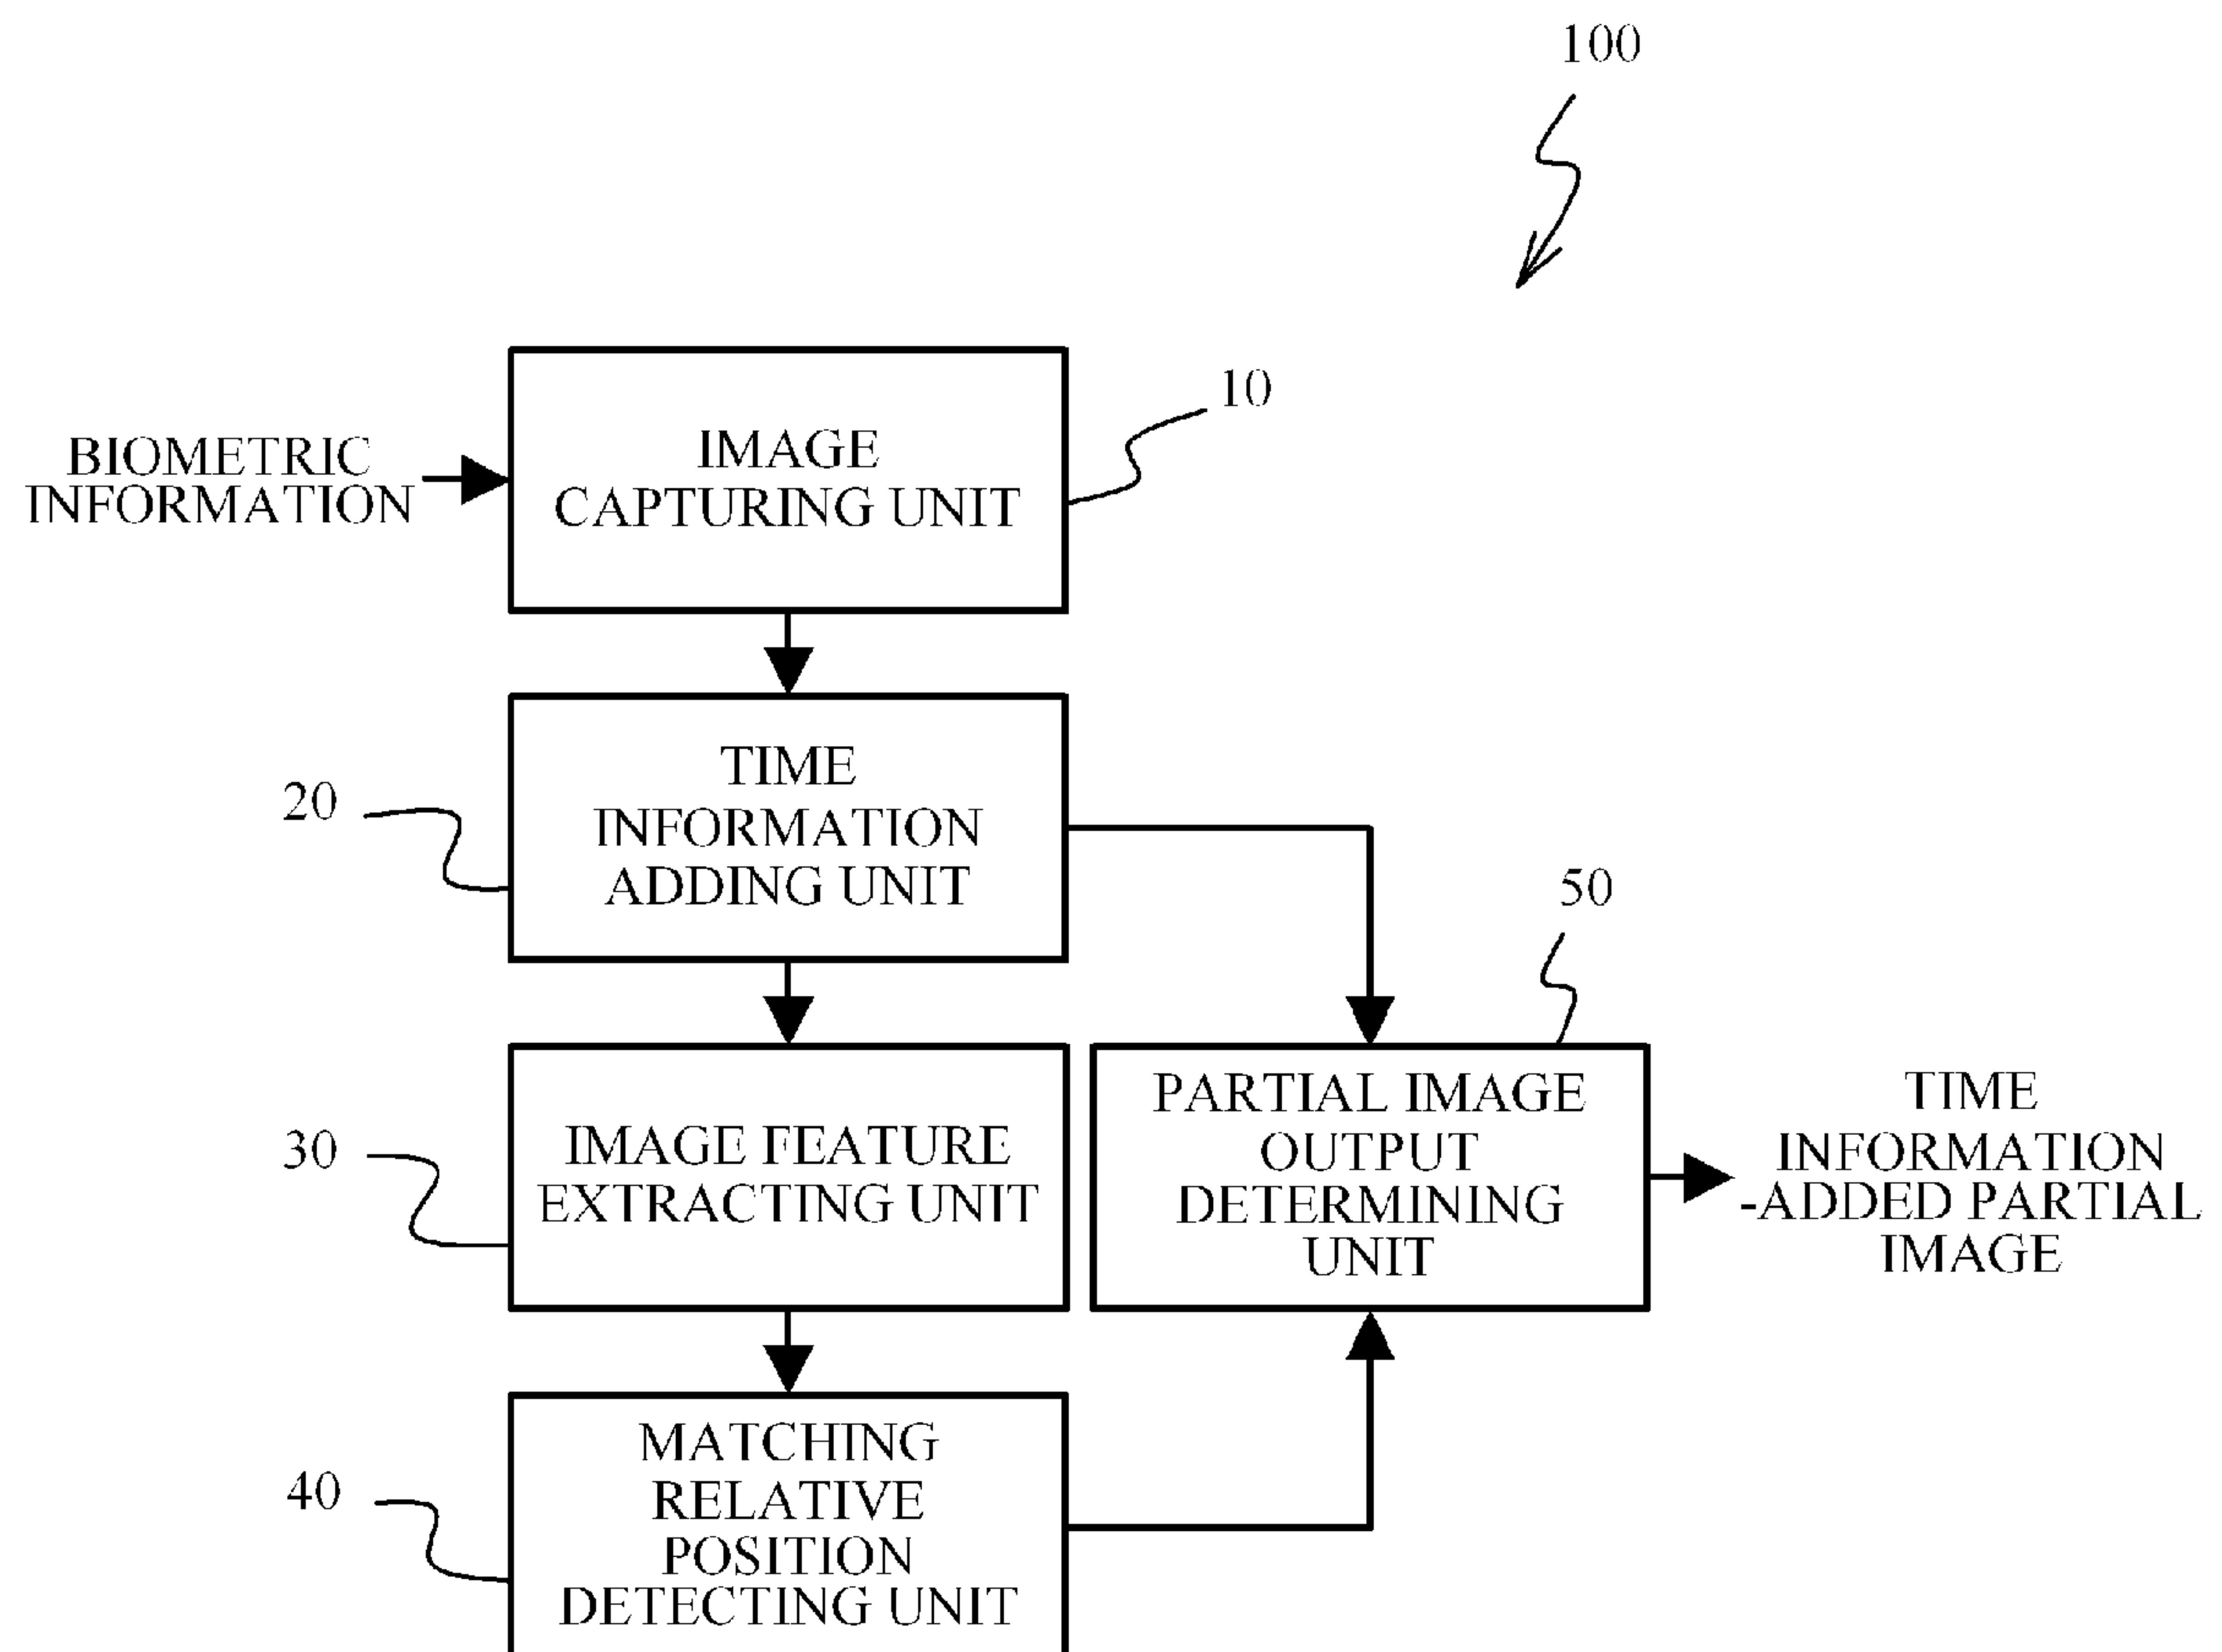 100
10
BIOMETRIC
INFORMATION
IMAGE
CAPTURING UNIT
20
TIME
INFORMATION
ADDING UNIT
50
30
IMAGE FEATURE
EXTRACTING UNIT
PARTIAL IMAGE
OUTPUT
DETERMINING
UNIT
TIME
INFORMATION
-ADDED PARTIAL
IMAGE
40
MATCHING
RELATIVE
POSITION
DETECTING UNIT